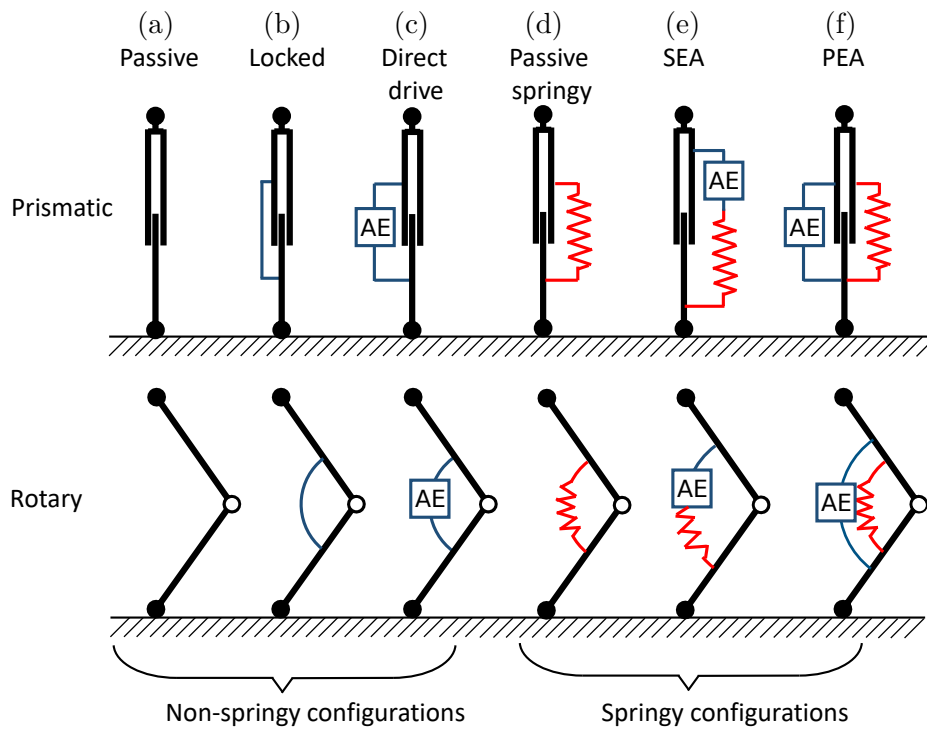 (a) (b) (c) (d) (e) (f)
Passive Locked Direct Passive SEA PEA
drive springy
Prismatic
AE AE AE
Rotary
AE AE AE
Non-springy configurations Springy configurations